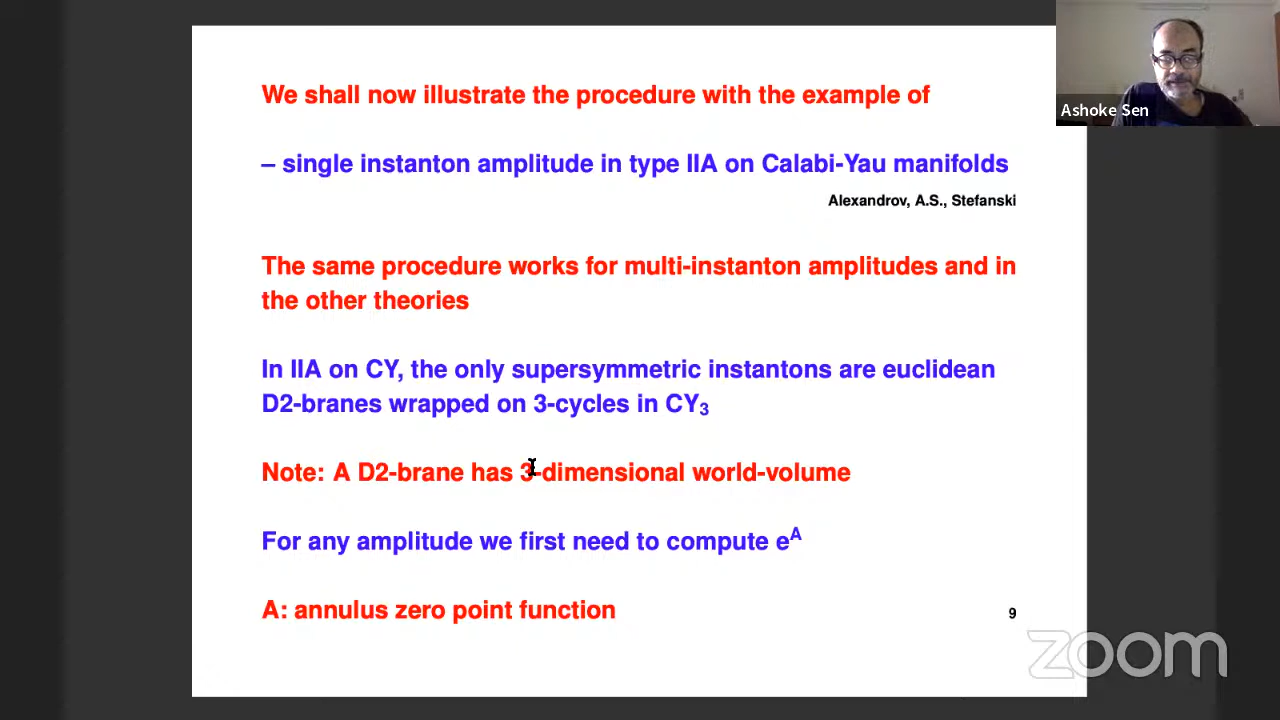 We shall now illustrate the procedure with the example of
– single instanton amplitude in type IIA on Calabi-Yau manifolds
Alexandrov, A.S., Stefanski
The same procedure works for multi-instanton amplitudes and in
the other theories
In IIA on CY, the only supersymmetric instantons are euclidean
D2-branes wrapped on 3-cycles in CY₃
Note: A D2-brane has 3-dimensional world-volume
For any amplitude we first need to compute eᴬ
A: annulus zero point function
9
Ashoke Sen
zoom